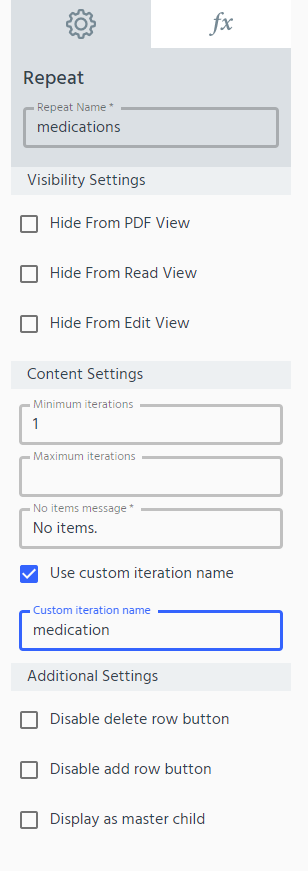 fx
Repeat
Repeat Name *
medications
Visibility Settings
Hide From PDF View
Hide From Read View
Hide From Edit View
Content Settings
Minimum iterations
1
Maximum iterations
No items message *
No items.
Use custom iteration name
Custom iteration name
medication
Additional Settings
Disable delete row button
Disable add row button
Display as master child